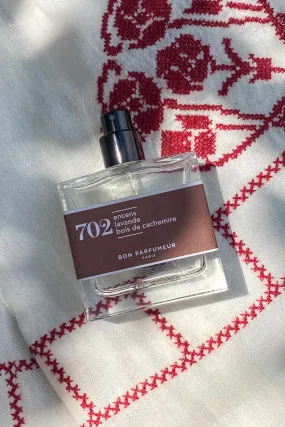 702
encens
lavande
bois de cachemire
BON PARFUMEUR
PARIS